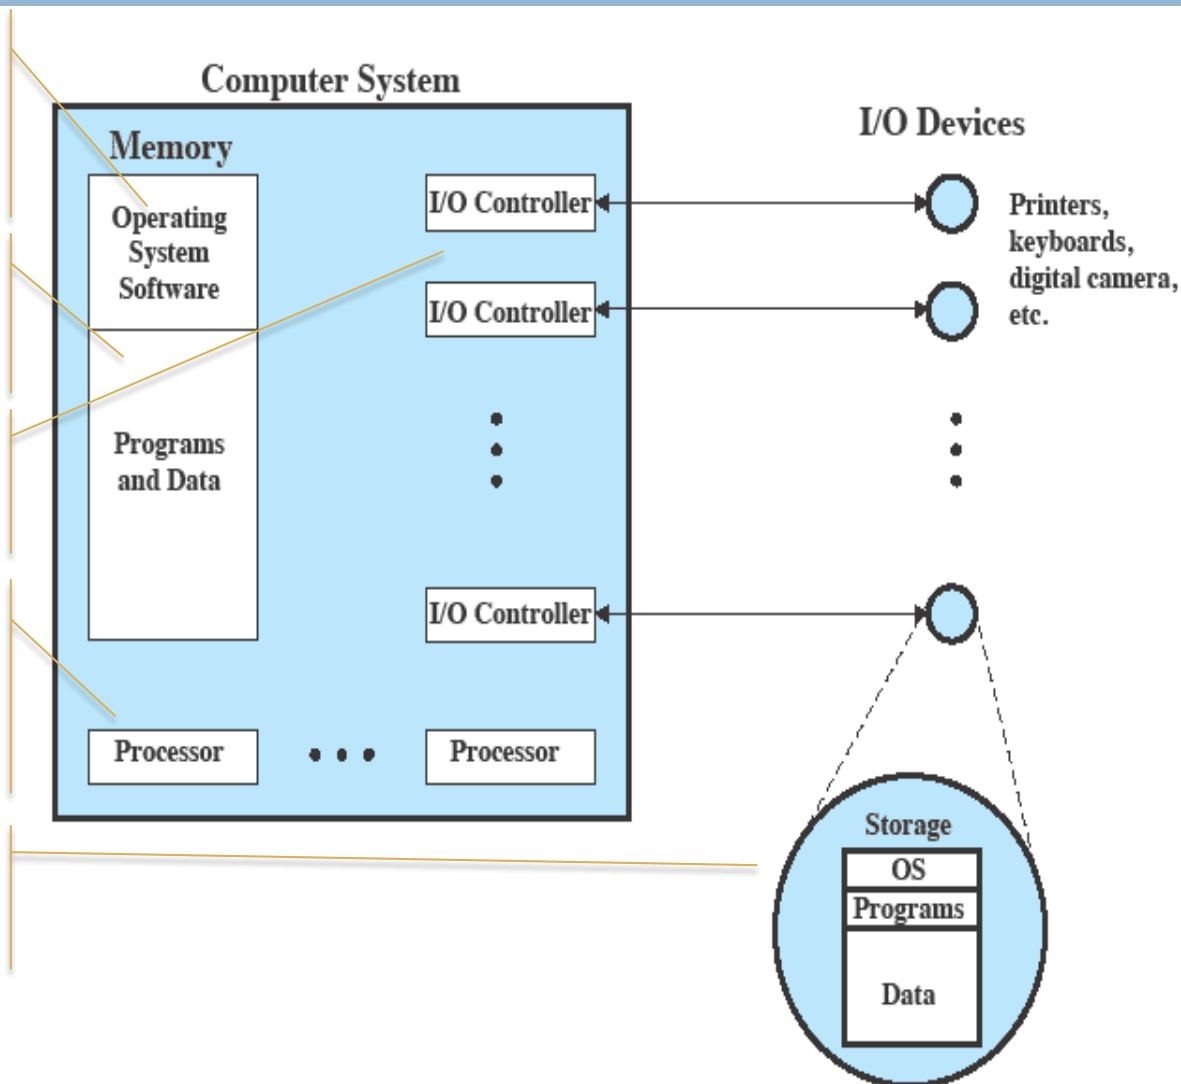 Computer System
I/O Devices
Memory
Operating
System
Software
Programs
and Data
I/O Controller
I/O Controller
I/O Controller
Processor
Processor
Printers,
keyboards,
digital camera,
etc.
Storage
OS
Programs
Data